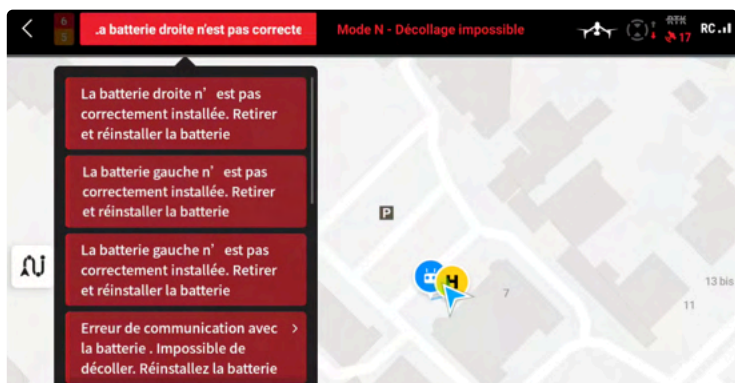 6
5
.a batterie droite n'est pas correcte
Mode N - Décollage impossible
RTK
17
RC
La batterie droite n' est pas
correctement installée. Retirer
et réinstaller la batterie
La batterie gauche n' est pas
correctement installée. Retirer
et réinstaller la batterie
La batterie gauche n' est pas
correctement installée. Retirer
et réinstaller la batterie
Erreur de communication avec
la batterie . Impossible de
décoller. Réinstallez la batterie
P
H
7
13 bis
11